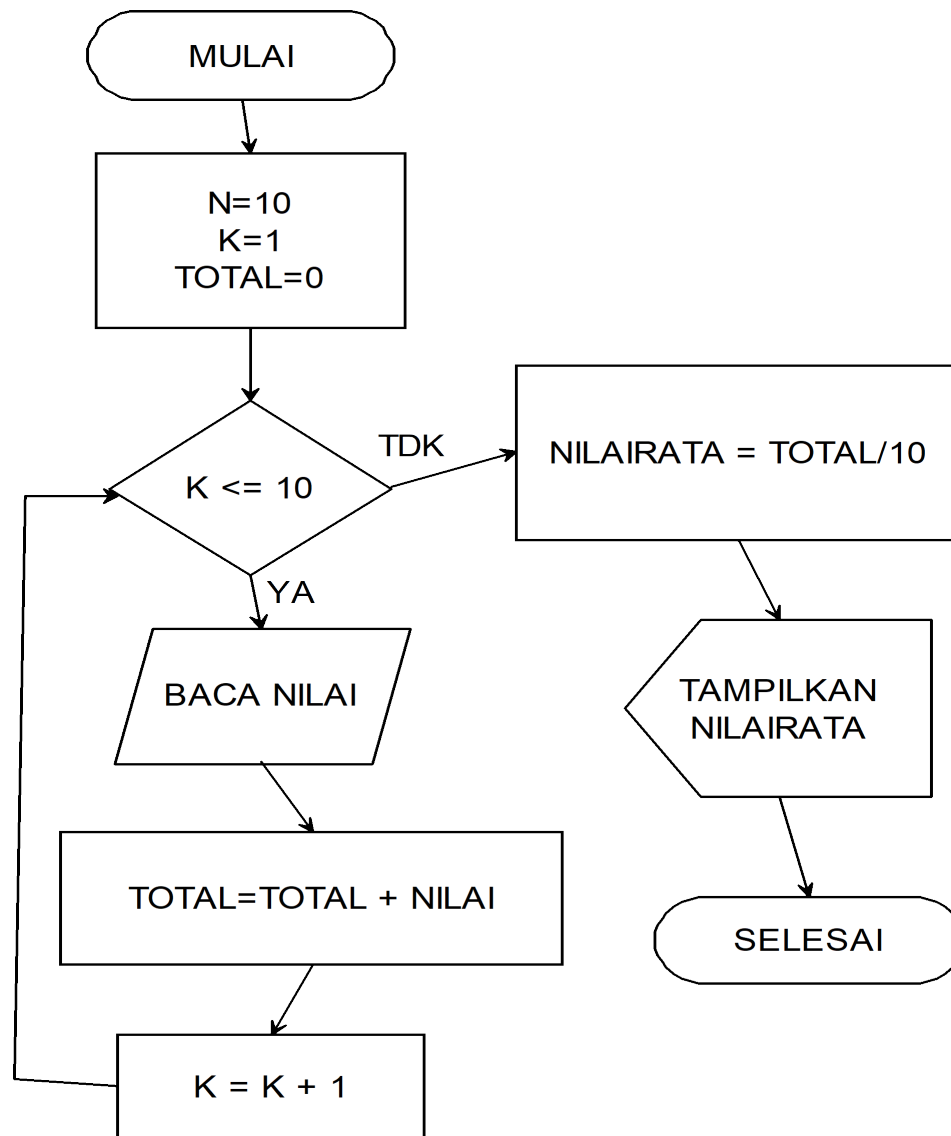 MULAI
N=10
K=1
TOTAL=0
K <= 10
TDK
NILAIRATA = TOTAL/10
YA
BACA NILAI
TAMPILKAN
NILAIRATA
TOTAL=TOTAL + NILAI
SELESAI
K = K + 1